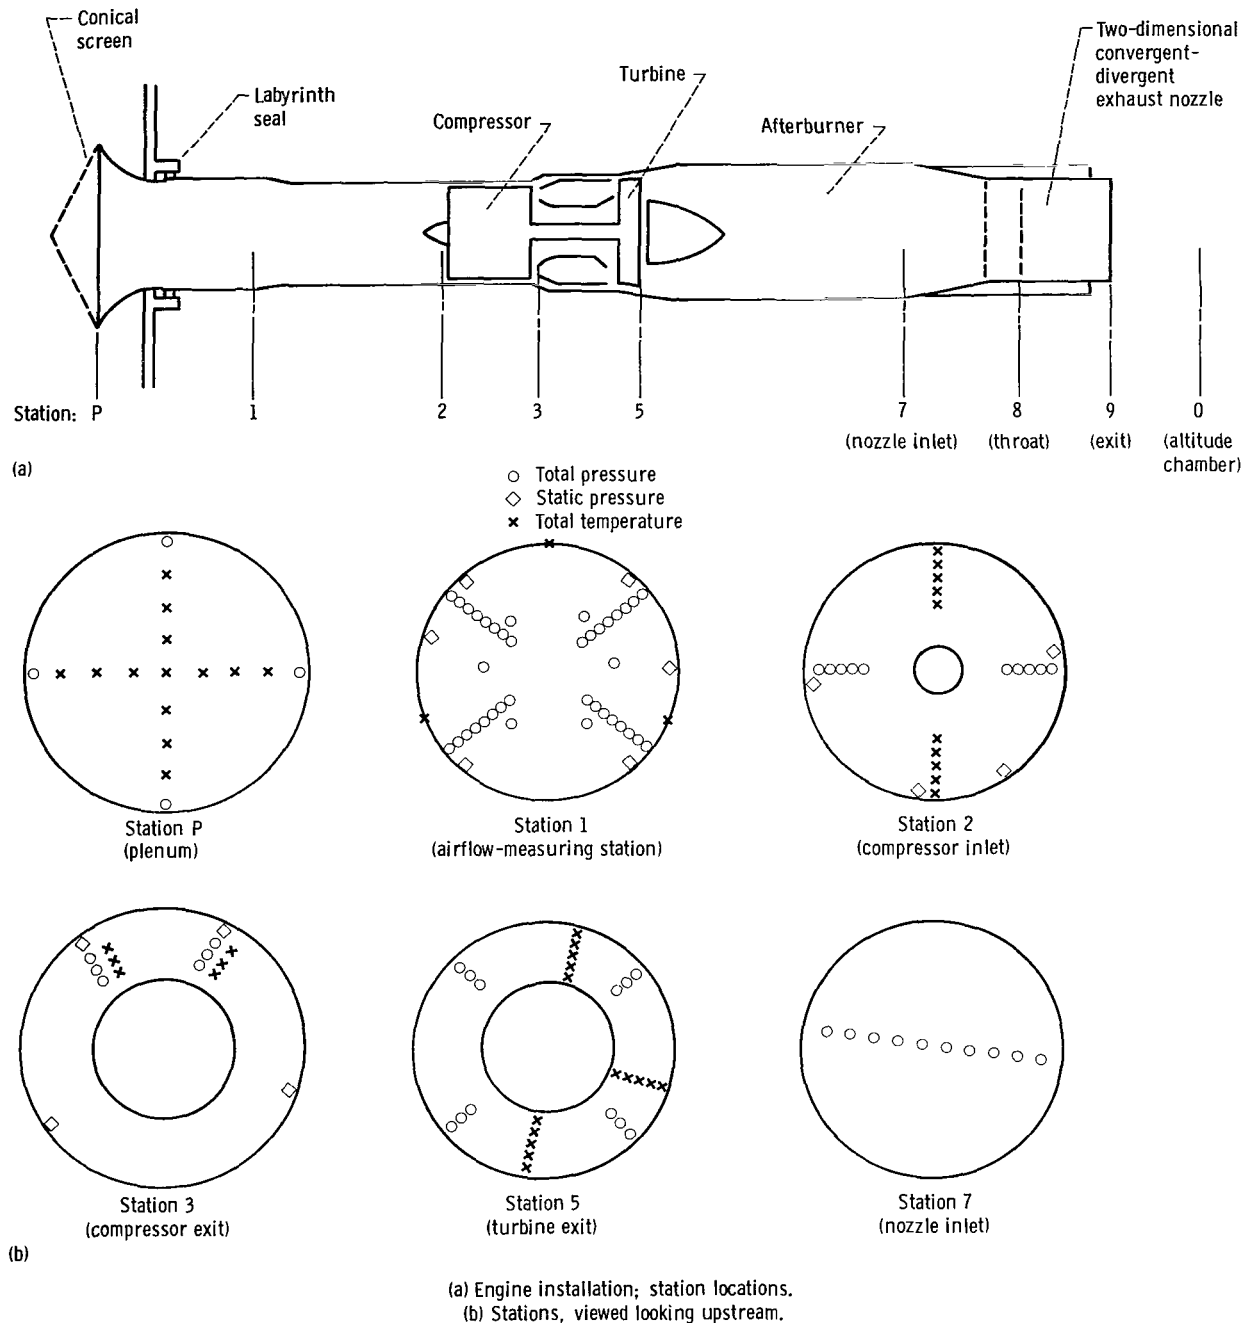 Conical
screen
Labyrinth
seal
Compressor
Turbine
Afterburner
Two-dimensional
convergent-
divergent
exhaust nozzle
Station: P 1 2 3 5 7 8 9 0
(nozzle inlet) (throat) (exit) (altitude
chamber)
(a)
Total pressure
Static pressure
Total temperature
Station P
(plenum)
Station 1
(airflow-measuring station)
Station 2
(compressor inlet)
Station 3
(compressor exit)
Station 5
(turbine exit)
Station 7
(nozzle inlet)
(b)
(a) Engine installation; station locations.
(b) Stations, viewed looking upstream.